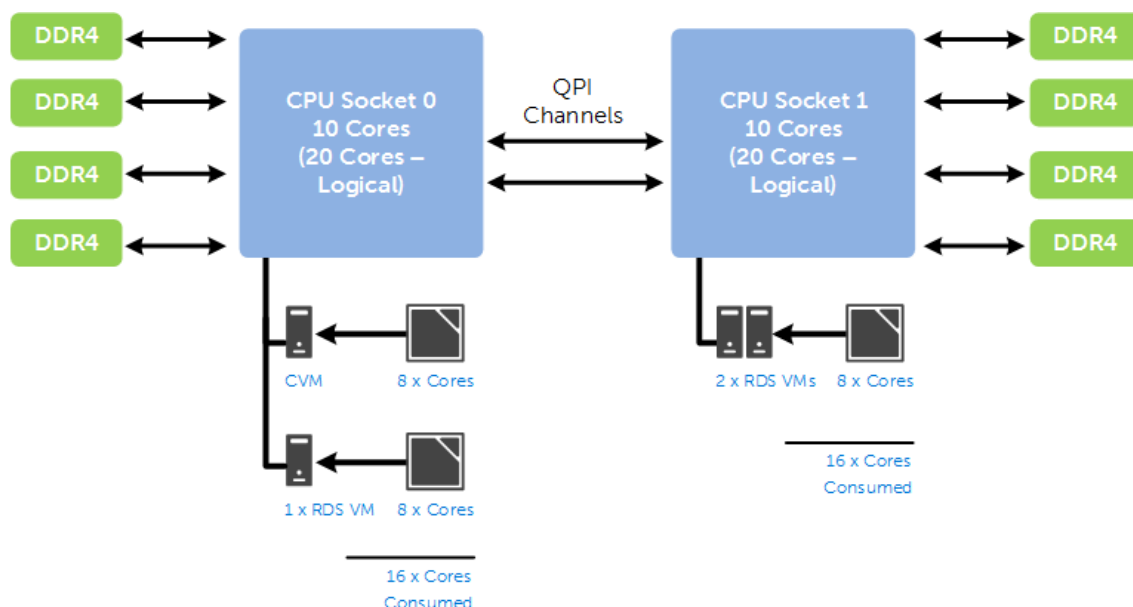 DDR4
DDR4
DDR4
DDR4
CPU Socket 0
10 Cores
(20 Cores –
Logical)
QPI
Channels
CPU Socket 1
10 Cores
(20 Cores –
Logical)
DDR4
DDR4
DDR4
DDR4
CVM
8 x Cores
1 x RDS VM
8 x Cores
16 x Cores
Consumed
2 x RDS VMs
8 x Cores
16 x Cores
Consumed